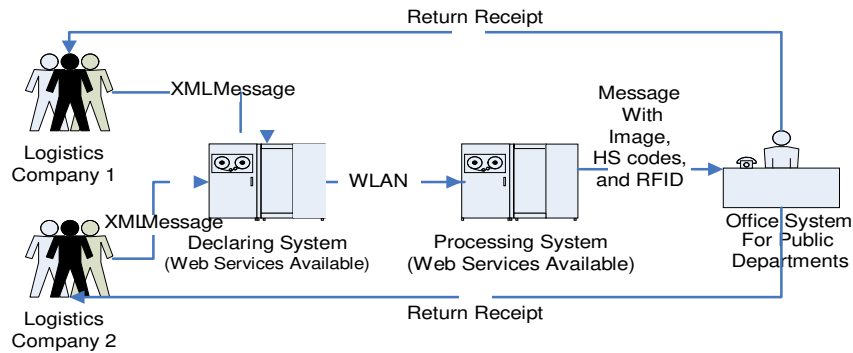 Return Receipt
XMLMessage
Logistics
Company 1
Message
With
Image,
HS codes,
and RFID
WLAN
XMLMessage
Declaring System
(Web Services Available)
Processing System
(Web Services Available)
Office System
For Public
Departments
Logistics
Company 2
Return Receipt